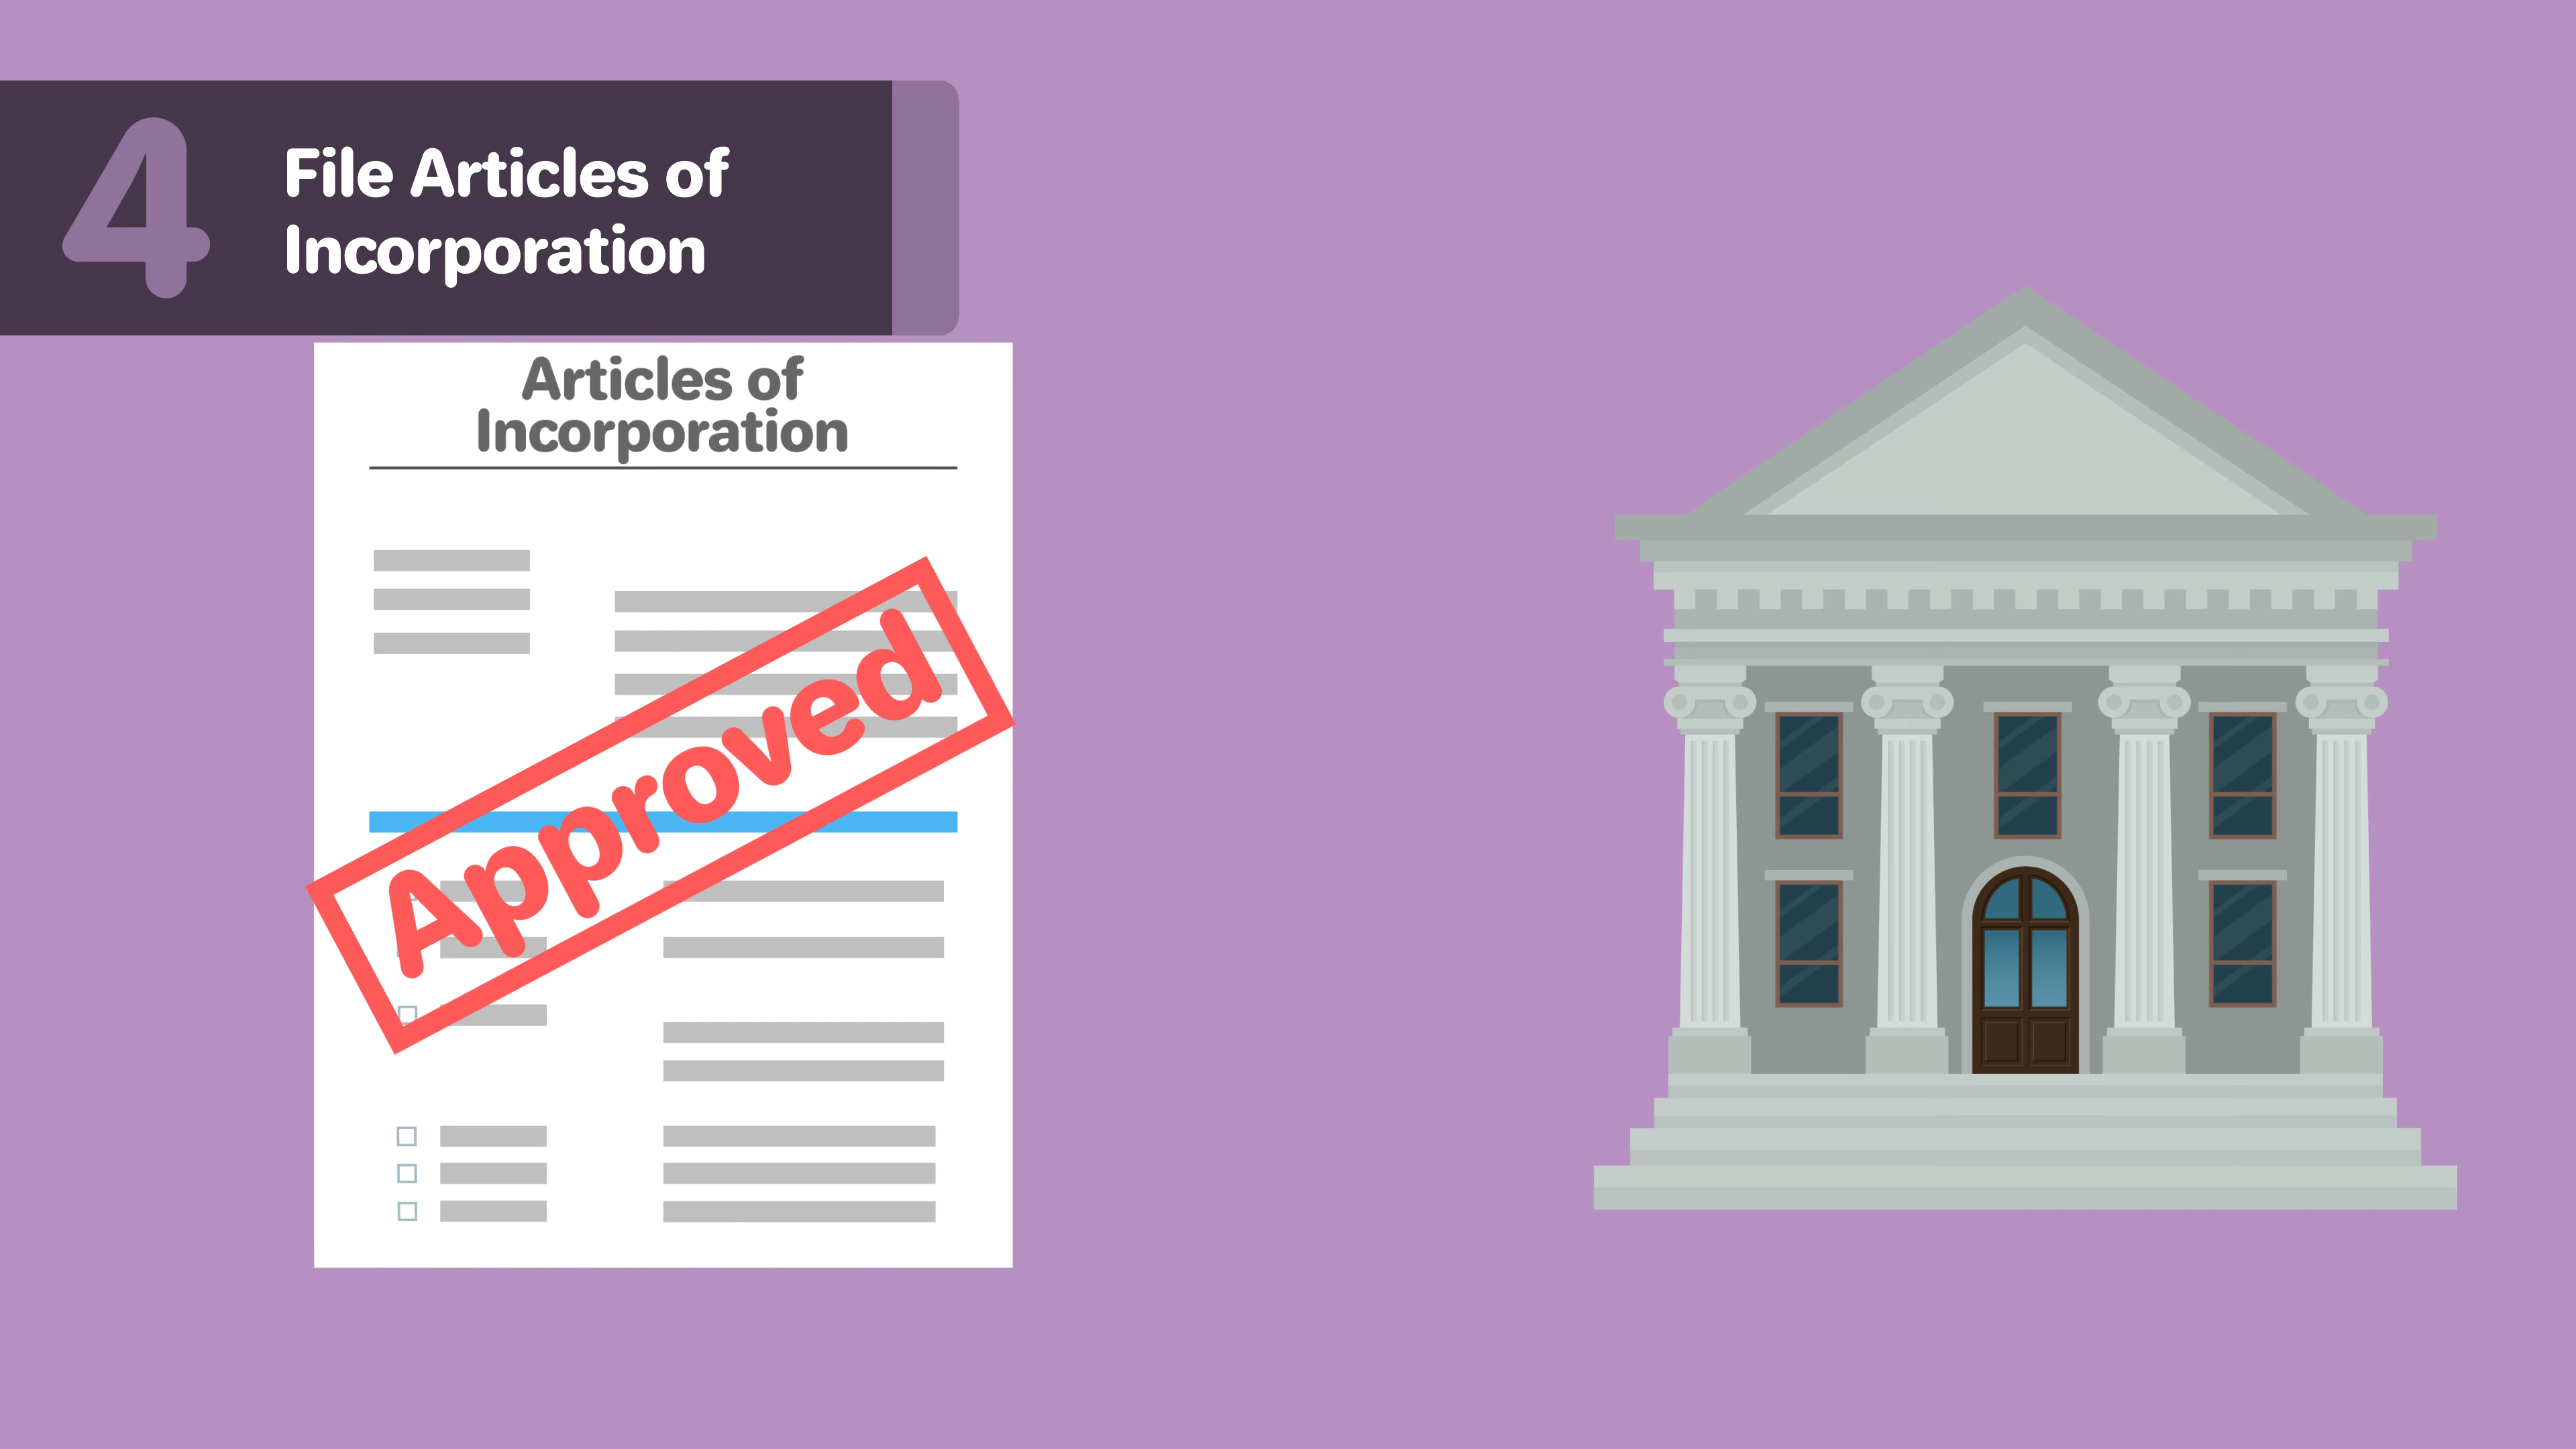 4
File Articles of
Incorporation
Articles of
Incorporation
Approved